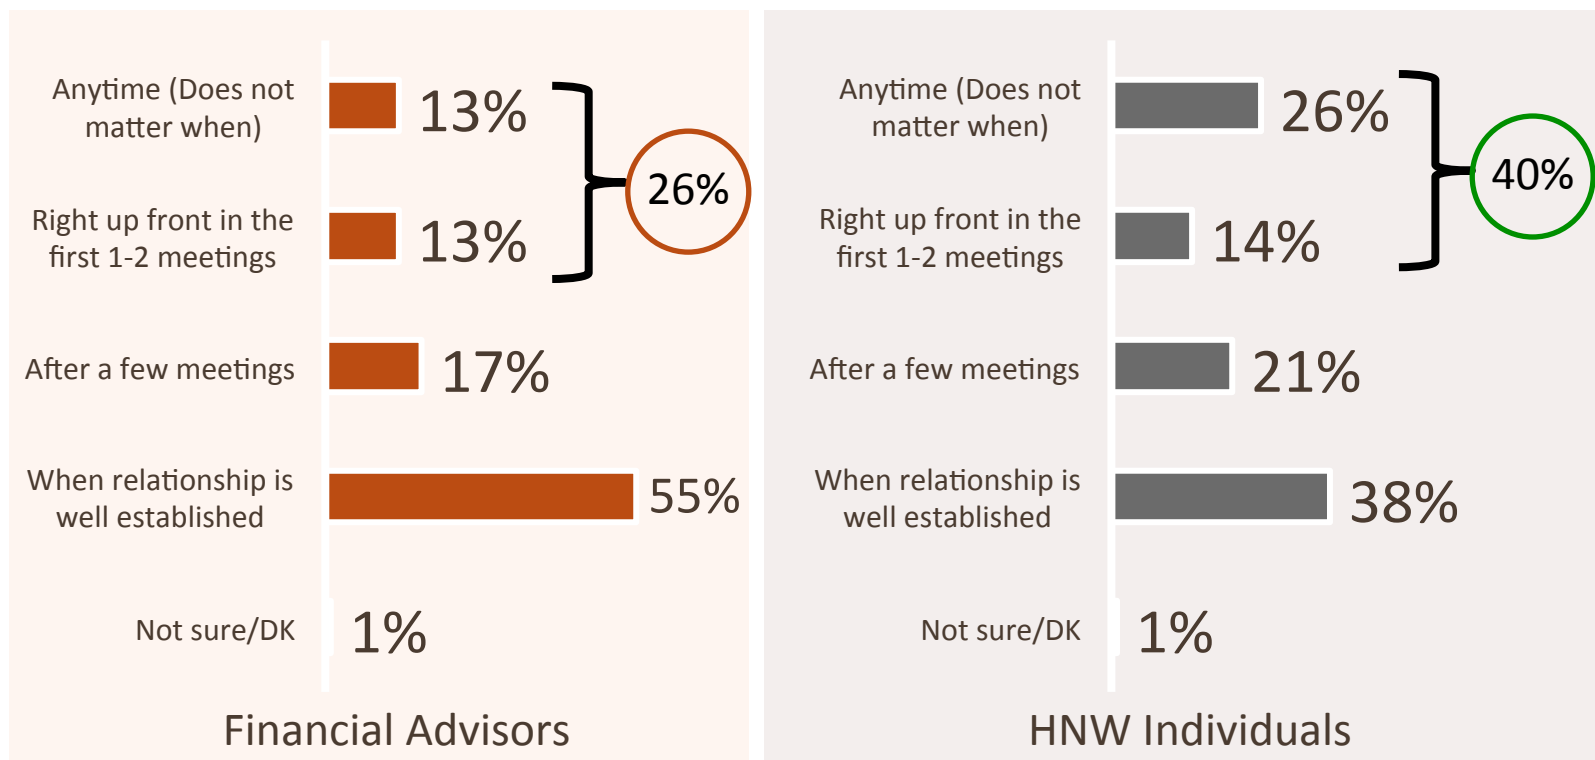 Anytime (Does not
matter when)
13%
Right up front in the
first 1-2 meetings
13%
26%
After a few meetings
17%
When relationship is
well established
55%
Not sure/DK
1%
Financial Advisors
Anytime (Does not
matter when)
26%
Right up front in the
first 1-2 meetings
14%
40%
After a few meetings
21%
When relationship is
well established
38%
Not sure/DK
1%
HNW Individuals